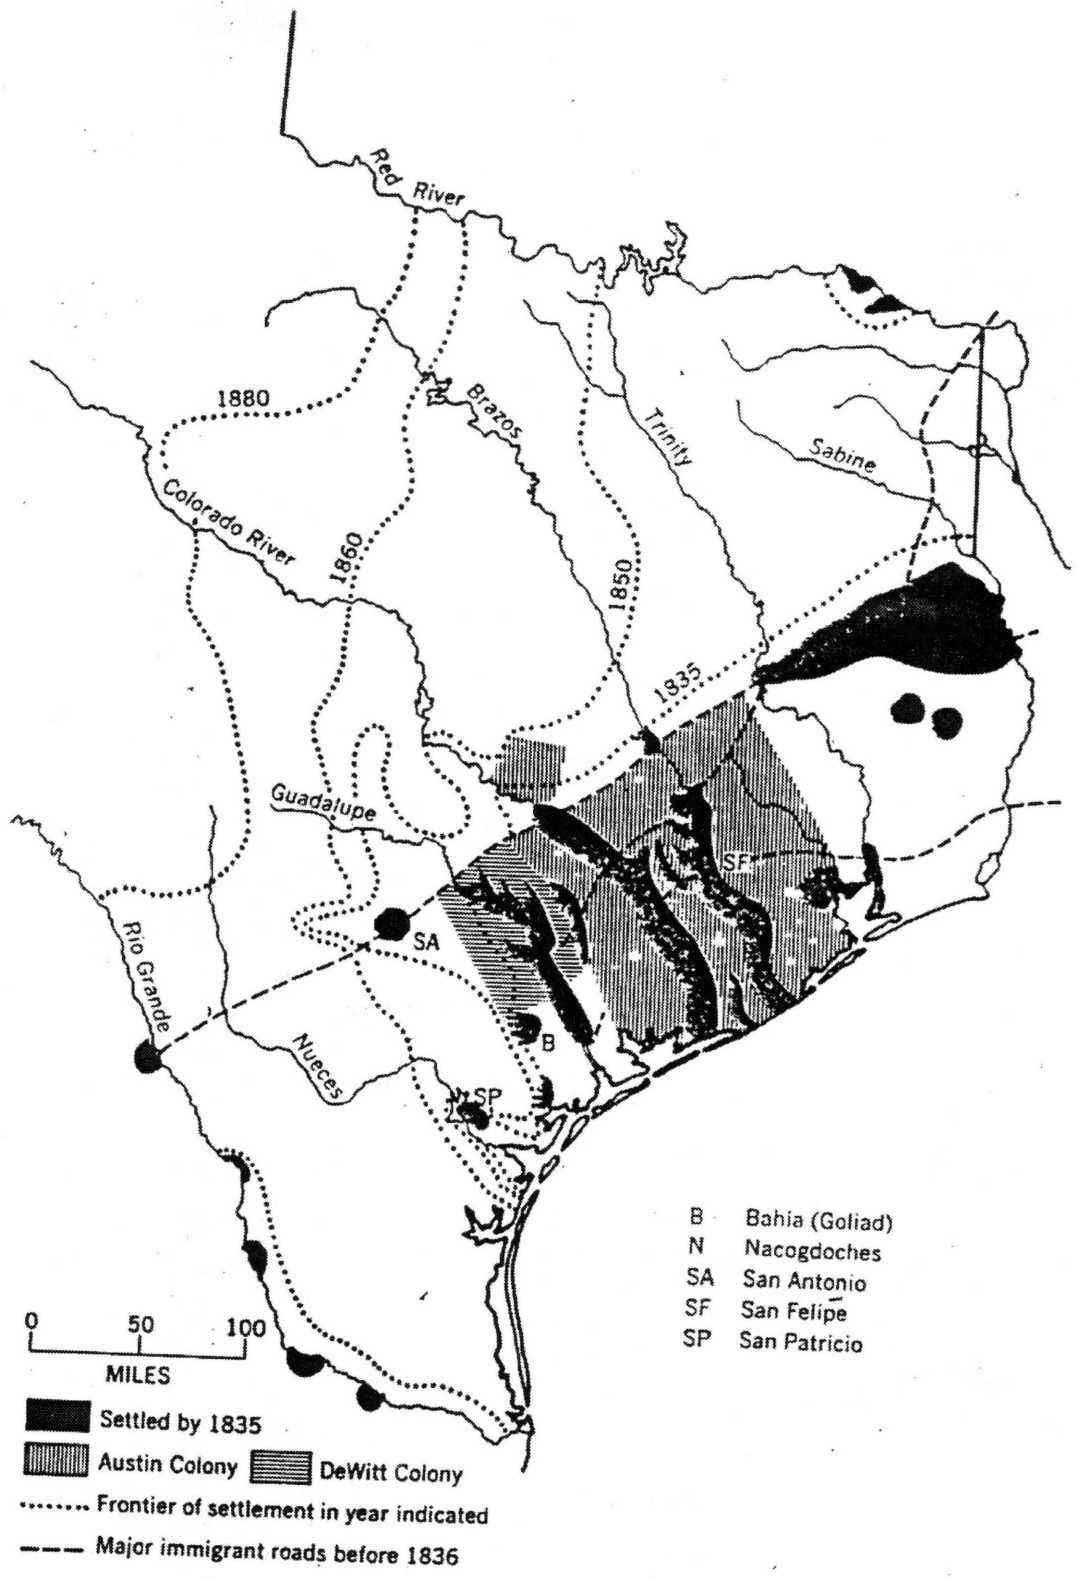 Red River
1880
Brazos
Trinity
Sabine
Colorado River
1860
1850
1835
Guadalupe
SF
SA
Rio Grande
Nueces
B
SP
B Bahia (Goliad)
N Nacogdoches
SA San Antonio
SF San Felipe
SP San Patricio
0 50 100
MILES
Settled by 1835
Austin Colony DeWitt Colony
Frontier of settlement in year indicated
Major immigrant roads before 1836